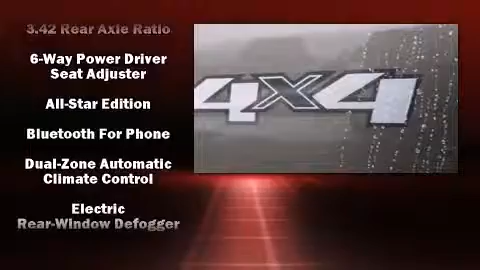 3.42 Rear Axle Ratio
6-Way Power Driver
Seat Adjuster
All-Star Edition
Bluetooth For Phone
Dual-Zone Automatic
Climate Control
Electric
Rear-Window Defogger
4X4